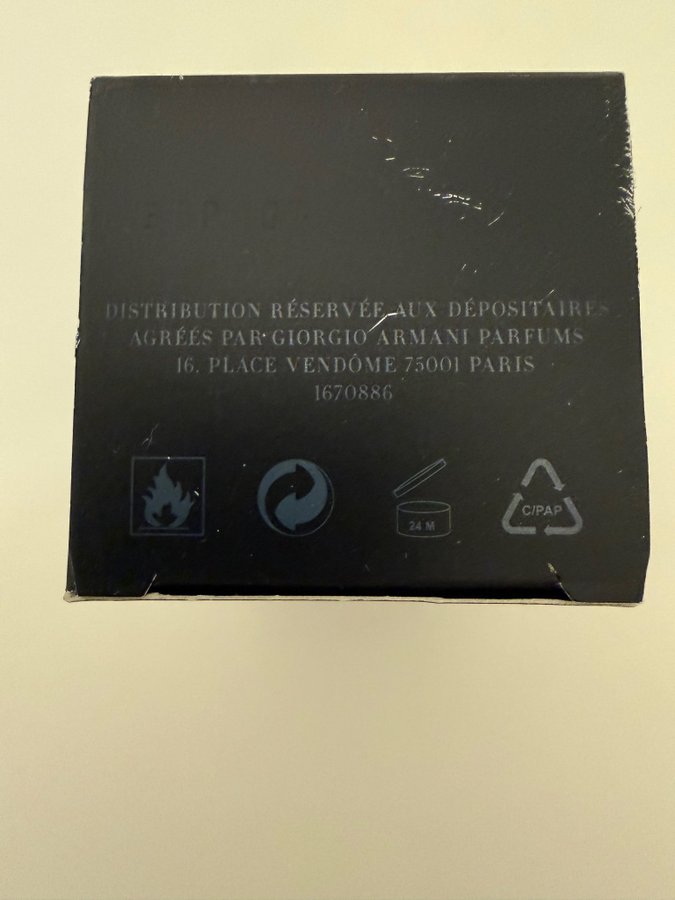 DISTRIBUTION RÉSERVÉE AUX DÉPOSITAIRES
AGRÉÉS PAR GIORGIO ARMANI PARFUMS
16, PLACE VENDÔME 75001 PARIS
1670886
24 M
C/PAP